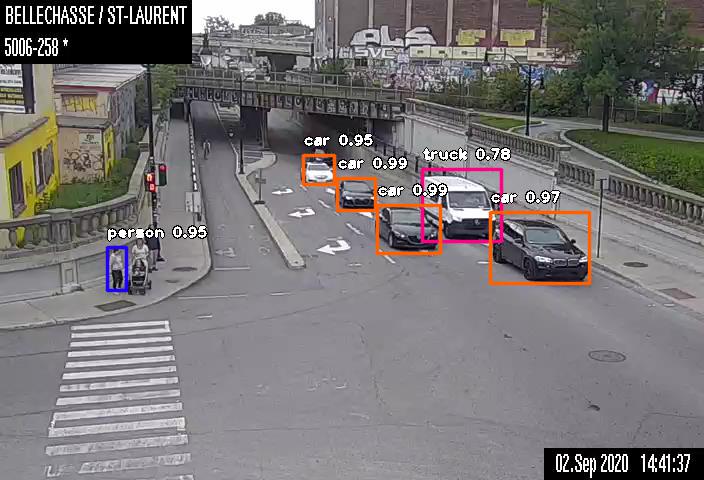 BELLECHASSE / ST-LAURENT
5006-258 *
car 0.95
car 0.99
truck 0.78
car 0.99
car 0.97
person 0.95
02.Sep 2020 14:41:37